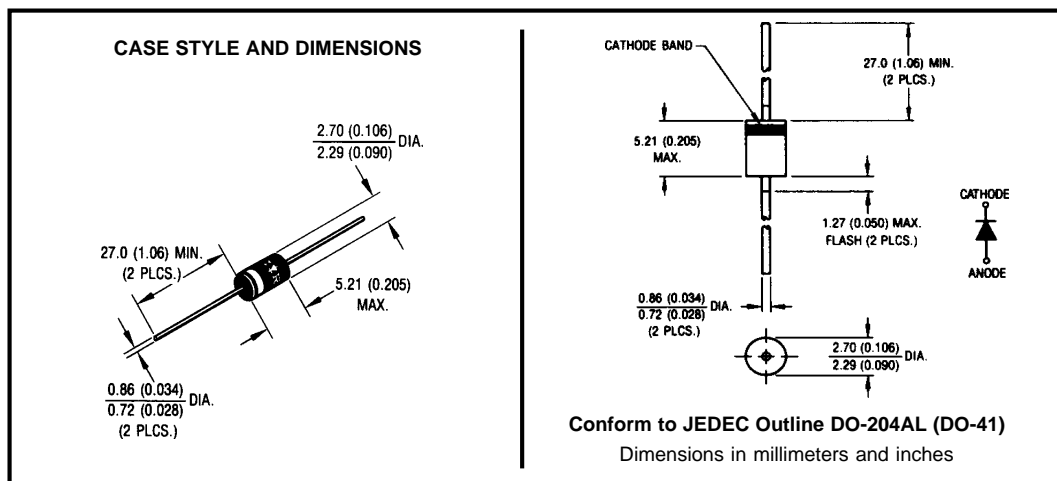 CASE STYLE AND DIMENSIONS
2.70 (0.106)
2.29 (0.090)
DIA.
27.0 (1.06) MIN.
(2 PLCS.)
5.21 (0.205)
MAX.
0.86 (0.034)
0.72 (0.028)
DIA.
(2 PLCS.)
CATHODE BAND
27.0 (1.06) MIN.
(2 PLCS.)
5.21 (0.205)
MAX.
1.27 (0.050) MAX.
FLASH (2 PLCS.)
CATHODE
ANODE
0.86 (0.034)
0.72 (0.028)
DIA.
(2 PLCS.)
2.70 (0.106)
2.29 (0.090)
DIA.
Conform to JEDEC Outline DO-204AL (DO-41)
Dimensions in millimeters and inches